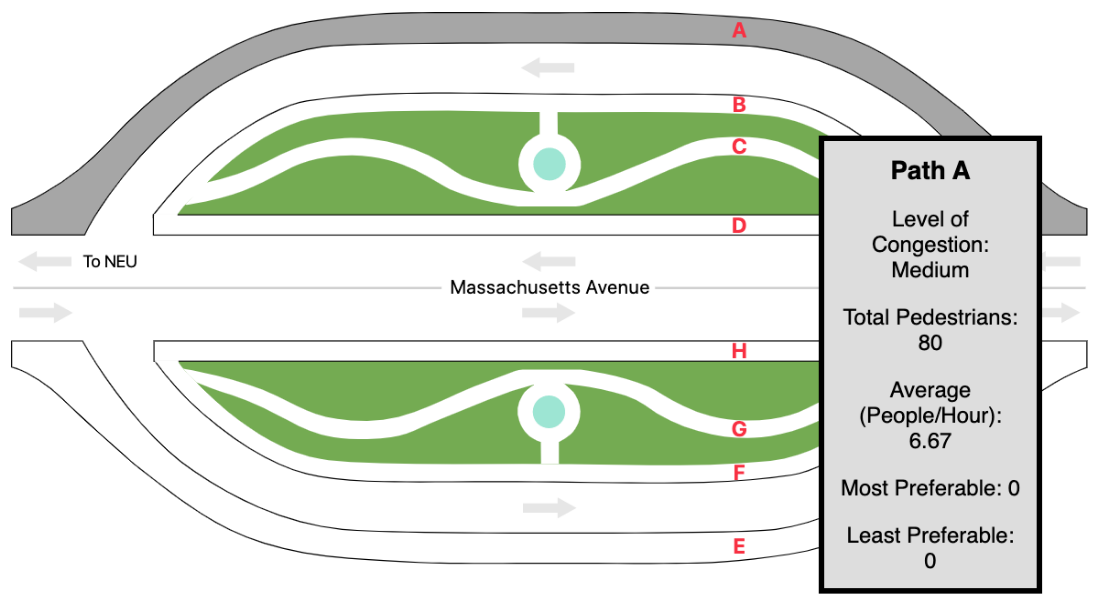 A
B
C
D
To NEU
Massachusetts Avenue
H
G
F
E
Path A
Level of
Congestion:
Medium
Total Pedestrians:
80
Average
(People/Hour):
6.67
Most Preferable: 0
Least Preferable:
0